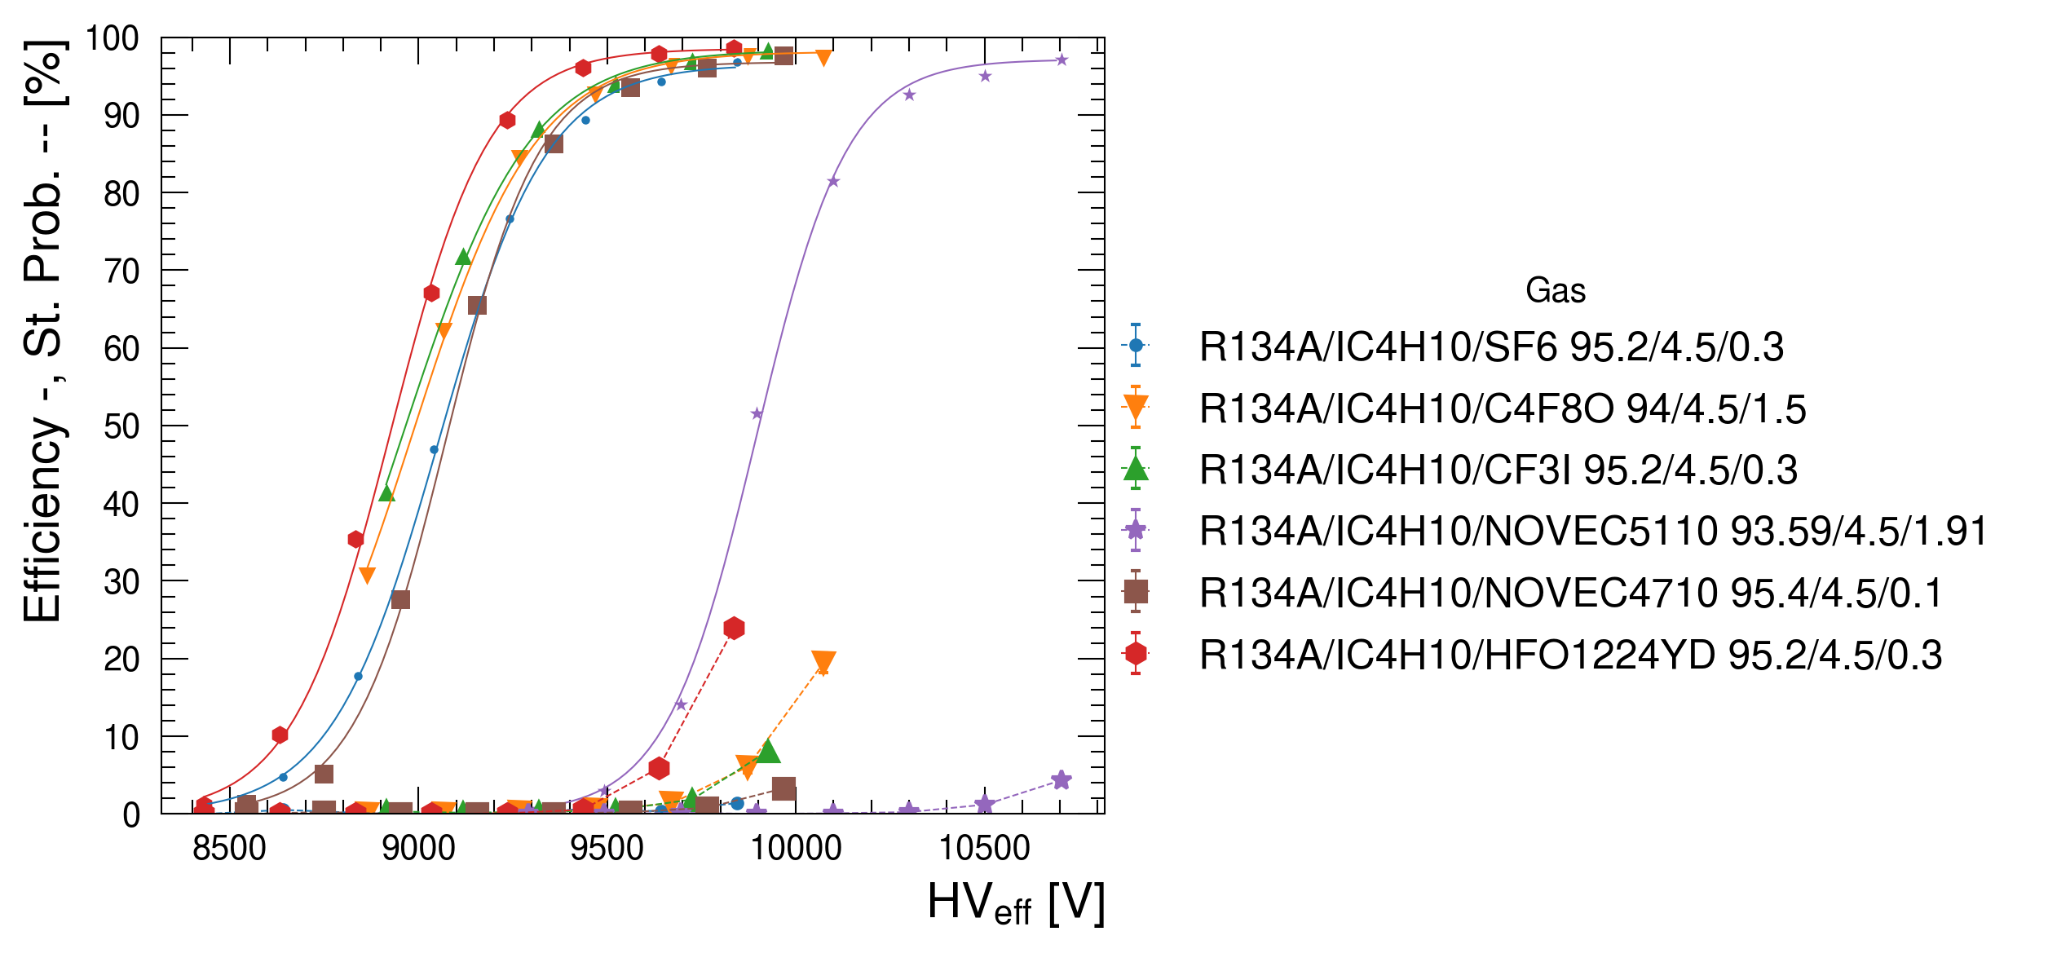 Efficiency -, St. Prob. -- [%]
100
90
80
70
60
50
40
30
20
10
0
8500 9000 9500 10000 10500
HVeff [V]
Gas
R134A/IC4H10/SF6 95.2/4.5/0.3
R134A/IC4H10/C4F8O 94/4.5/1.5
R134A/IC4H10/CF3I 95.2/4.5/0.3
R134A/IC4H10/NOVEC5110 93.59/4.5/1.91
R134A/IC4H10/NOVEC4710 95.4/4.5/0.1
R134A/IC4H10/HFO1224YD 95.2/4.5/0.3